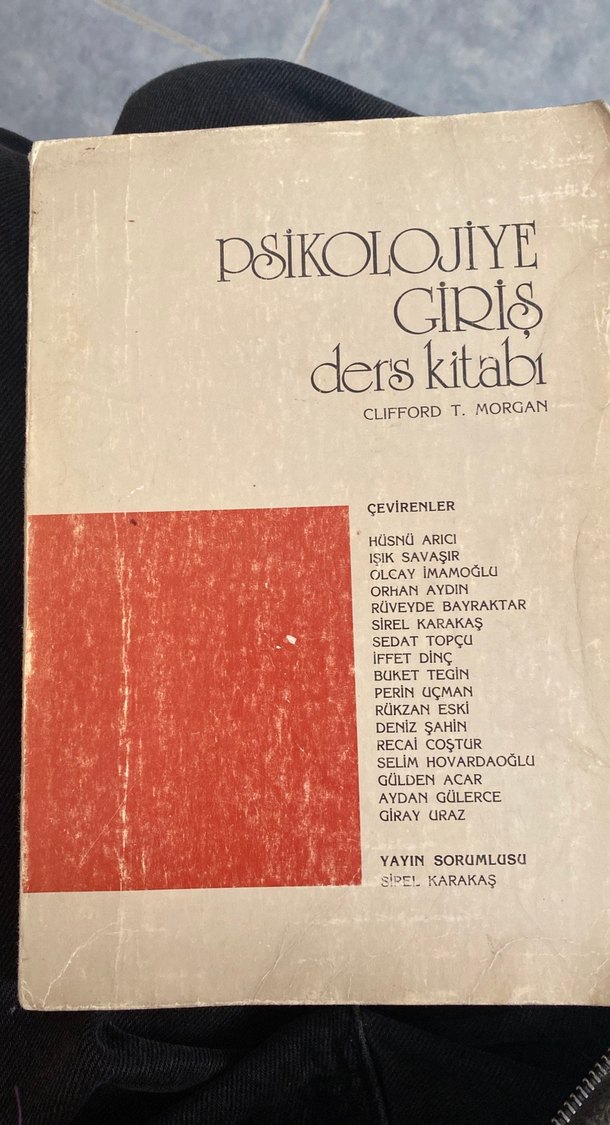 PSİKOLOJİYE
GİRİŞ
ders kitabı
CLIFFORD T. MORGAN
ÇEVİRENLER
HÜSNÜ ARICI
IŞIK SAVAŞIR
OLCAY İMAMOĞLU
ORHAN AYDIN
RÜVEYDE BAYRAKTAR
SİREL KARAKAŞ
SEDAT TOPÇU
İFFET DİNÇ
BUKET TEGİN
PERİN UÇMAN
RÜKZAN ESKİ
DENİZ ŞAHİN
RECAİ COŞTUR
SELİM HOVARDAOĞLU
GÜLDEN ACAR
AYDAN GÜLERCE
GİRAY URAZ
YAYIN SORUMLUSU
SİREL KARAKAŞ